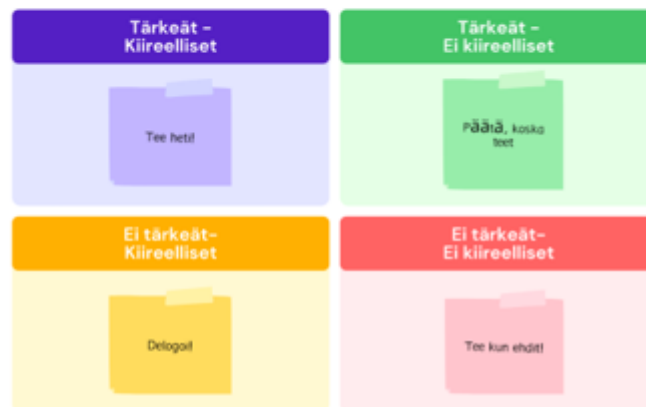 Tärkeät –
Kiireelliset
Tärkeät –
Ei kiireelliset
Tee heti!
Päätä, koska
teet
Ei tärkeät–
Kiireelliset
Ei tärkeät–
Ei kiireelliset
Delogoi!
Tee kun ehdit!